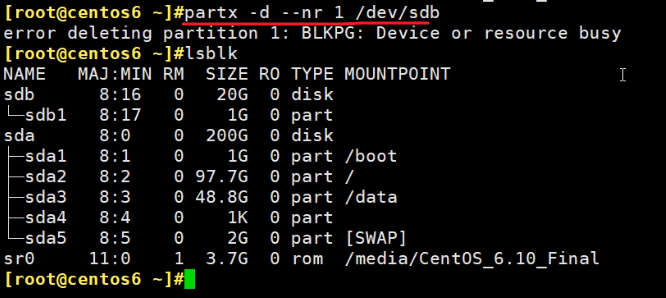 [root@centos6 ~]#partx -d --nr 1 /dev/sdb
error deleting partition 1: BLKPG: Device or resource busy
[root@centos6 ~]#lsblk
NAME   MAJ:MIN RM  SIZE RO TYPE MOUNTPOINT
sdb      8:16   0   20G  0 disk
└─sdb1   8:17   0    1G  0 part
sda      8:0    0  200G  0 disk
├─sda1   8:1    0    1G  0 part /boot
├─sda2   8:2    0 97.7G  0 part /
├─sda3   8:3    0 48.8G  0 part /data
├─sda4   8:4    0    1K  0 part
└─sda5   8:5    0    2G  0 part [SWAP]
sr0     11:0    1  3.7G  0 rom  /media/CentOS_6.10_Final
[root@centos6 ~]#